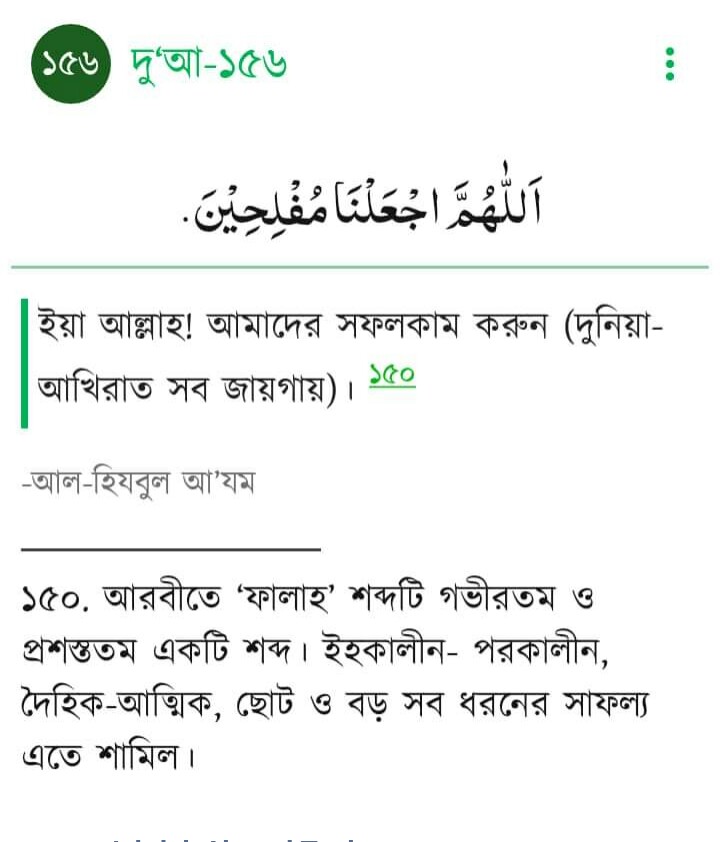 ১৫৬ দু‘আ-১৫৬
اَللّٰهُمَّ اجْعَلْنَا مُفْلِحِيْنَ.
ইয়া আল্লাহ! আমাদের সফলকাম করুন (দুনিয়া-
আখিরাত সব জায়গায়)। ১৫০
-আল-হিযবুল আ’যম
১৫০. আরবীতে ‘ফালাহ’ শব্দটি গভীরতম ও
প্রশস্ততম একটি শব্দ। ইহকালীন- পরকালীন,
দৈহিক-আত্মিক, ছোট ও বড় সব ধরনের সাফল্য
এতে শামিল।